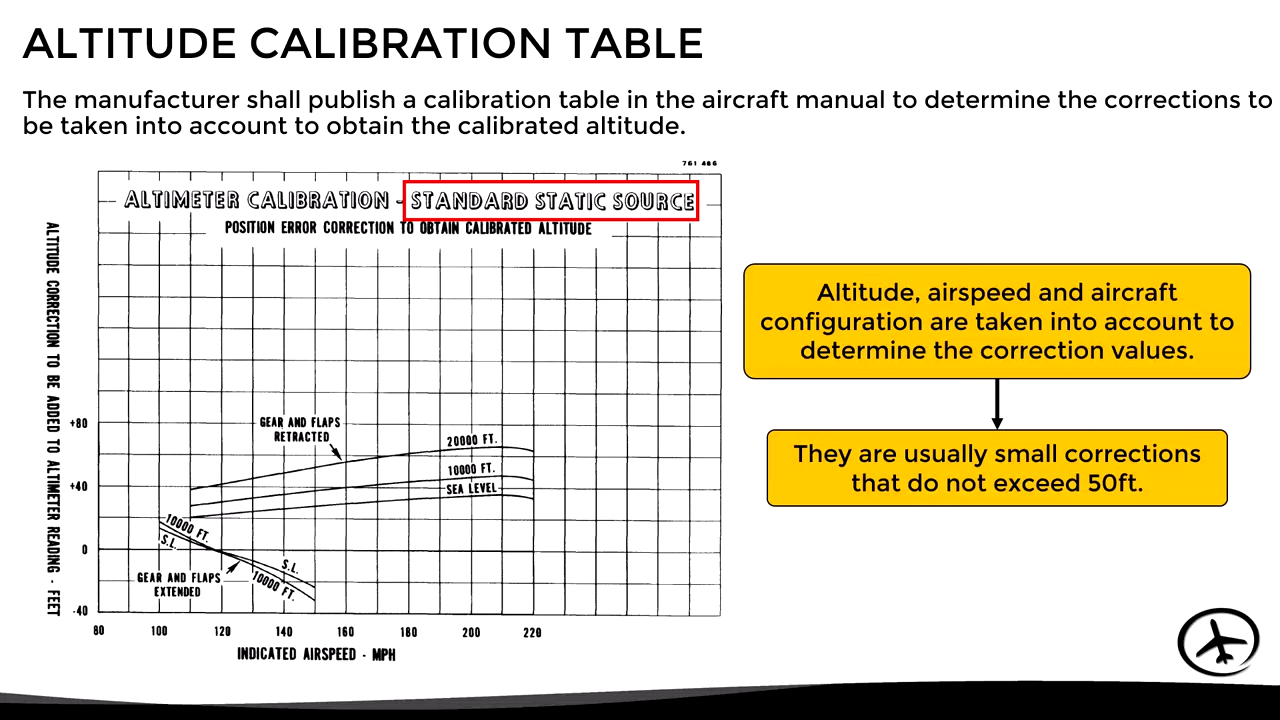 ALTITUDE CALIBRATION TABLE
The manufacturer shall publish a calibration table in the aircraft manual to determine the corrections to
be taken into account to obtain the calibrated altitude.
761 486
ALTIMETER CALIBRATION - STANDARD STATIC SOURCE
POSITION ERROR CORRECTION TO OBTAIN CALIBRATED ALTITUDE
ALTITUDE CORRECTION TO BE ADDED TO ALTIMETER READING - FEET
+80
+40
0
-40
GEAR AND FLAPS
RETRACTED
20000 FT.
10000 FT.
SEA LEVEL
10000 FT.
S.L.
S.L.
10000 FT.
GEAR AND FLAPS
EXTENDED
80 100 120 140 160 180 200 220
INDICATED AIRSPEED - MPH
Altitude, airspeed and aircraft
configuration are taken into account to
determine the correction values.
They are usually small corrections
that do not exceed 50ft.